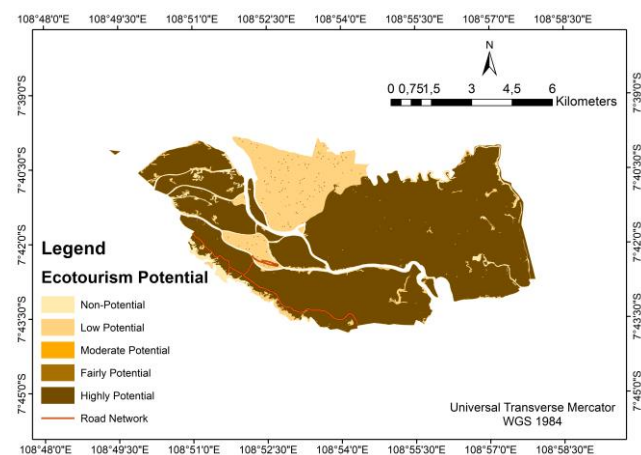 108°48'0"E 108°49'30"E 108°51'0"E 108°52'30"E 108°54'0"E 108°55'30"E 108°57'0"E 108°58'30"E
N
0 0,751,5 3 4,5 6
Kilometers
7°39'0"S 7°39'0"S
7°40'30"S 7°40'30"S
7°42'0"S 7°42'0"S
7°43'30"S 7°43'30"S
7°45'0"S 7°45'0"S
Legend
Ecotourism Potential
Non-Potential
Low Potential
Moderate Potential
Fairly Potential
Highly Potential
Road Network
Universal Transverse Mercator
WGS 1984
108°48'0"E 108°49'30"E 108°51'0"E 108°52'30"E 108°54'0"E 108°55'30"E 108°57'0"E 108°58'30"E